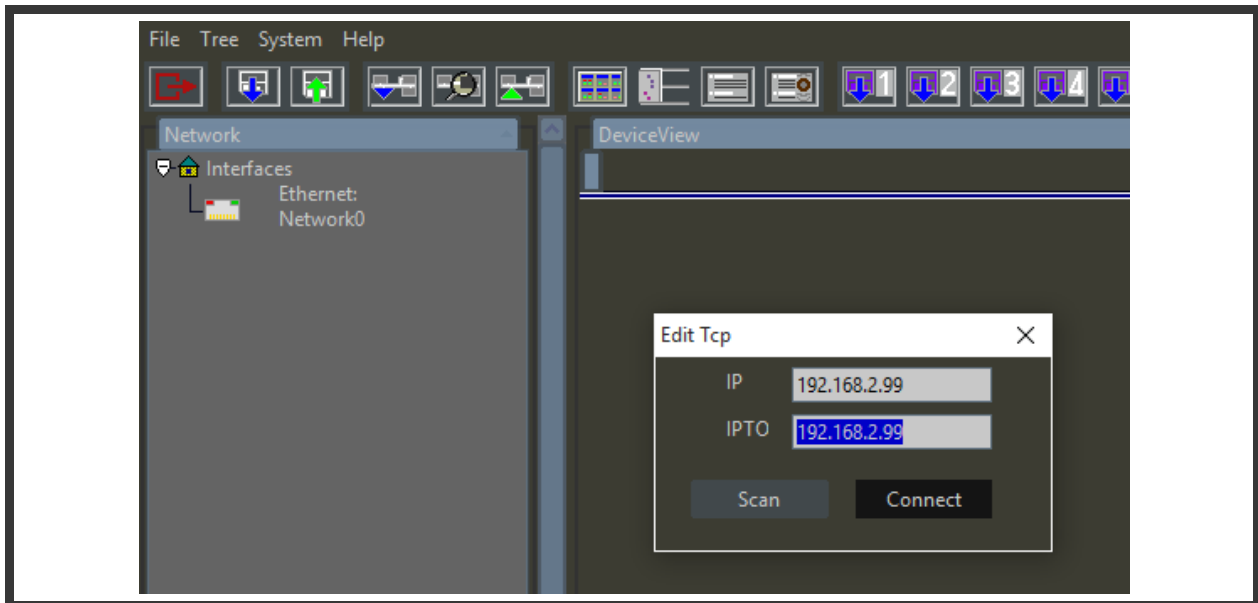 File Tree System Help
1 2 3 4
Network
DeviceView
Interfaces
Ethernet:
Network0
Edit Tcp
IP 192.168.2.99
IPTO 192.168.2.99
Scan Connect